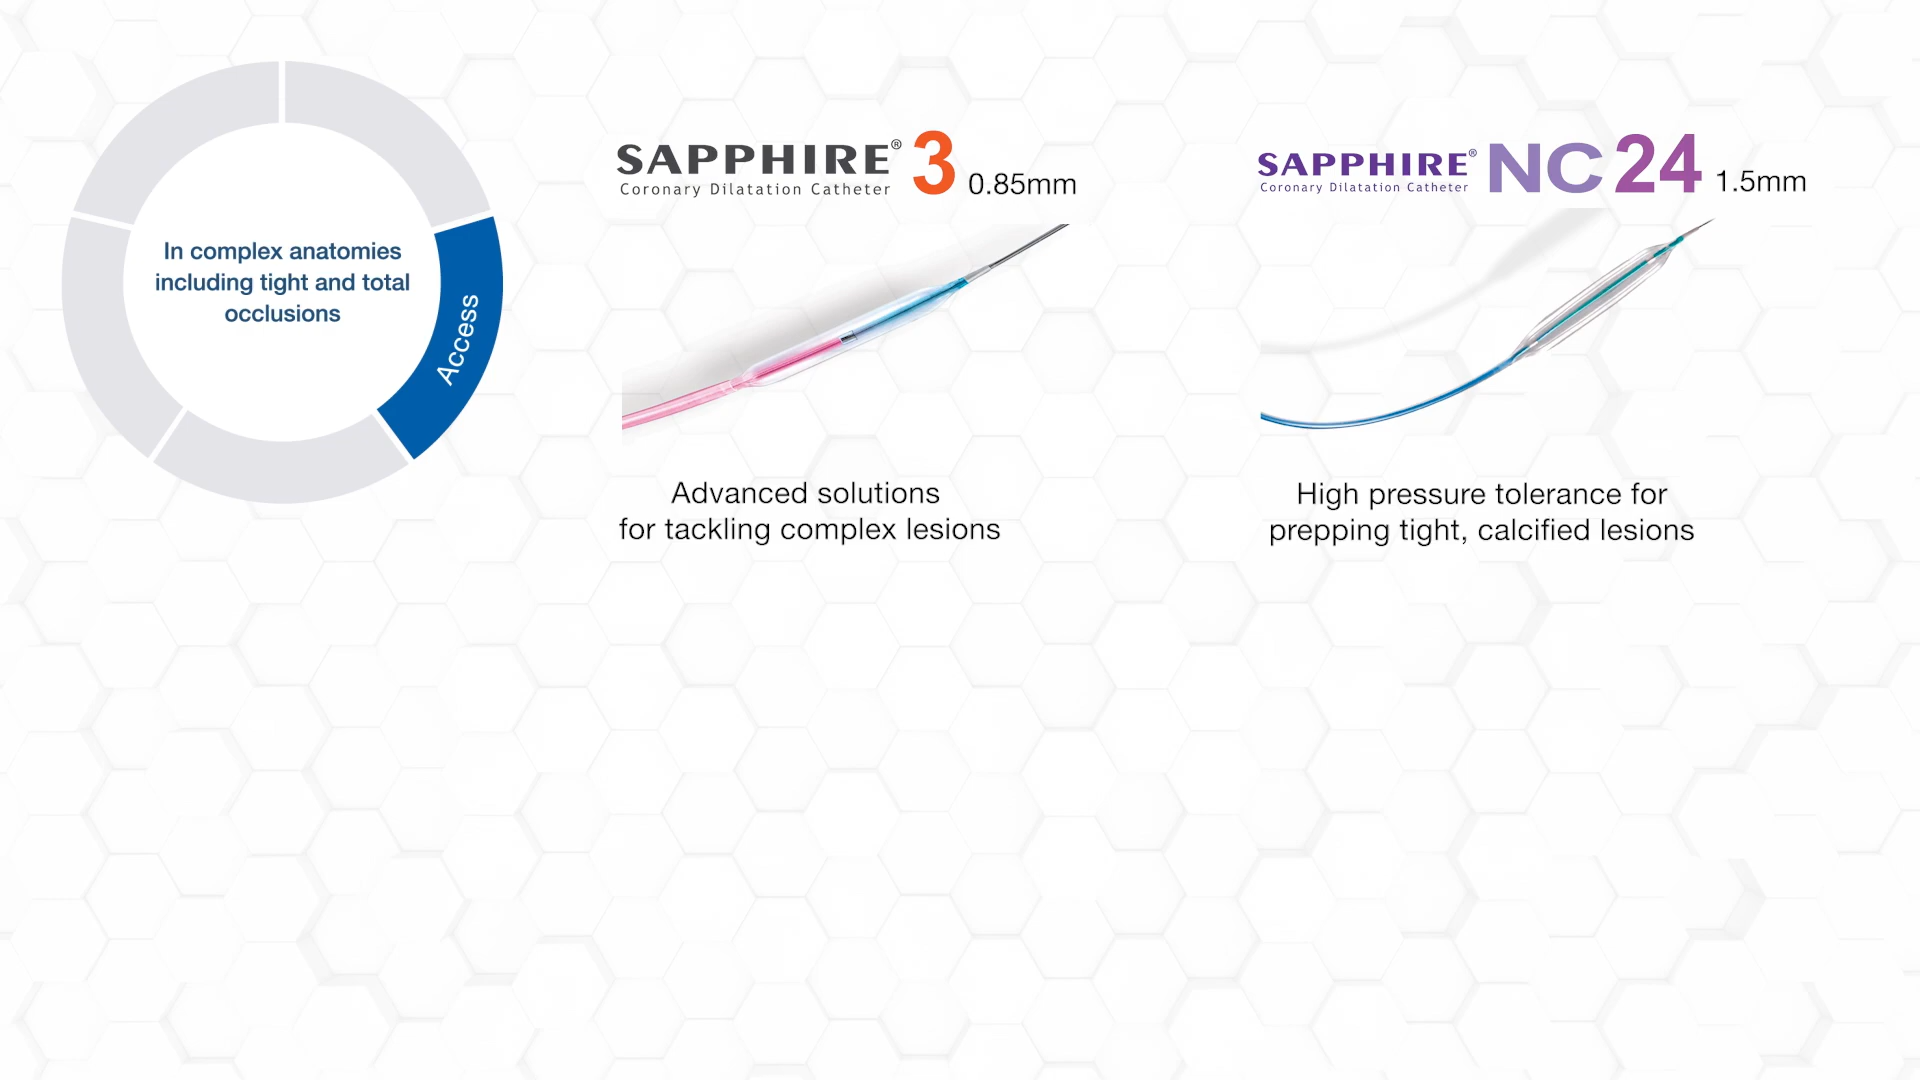 In complex anatomies
including tight and total
occlusions
Access
SAPPHIRE® 3 0.85mm
Coronary Dilatation Catheter
Advanced solutions
for tackling complex lesions
SAPPHIRE® NC 24 1.5mm
Coronary Dilatation Catheter
High pressure tolerance for
prepping tight, calcified lesions